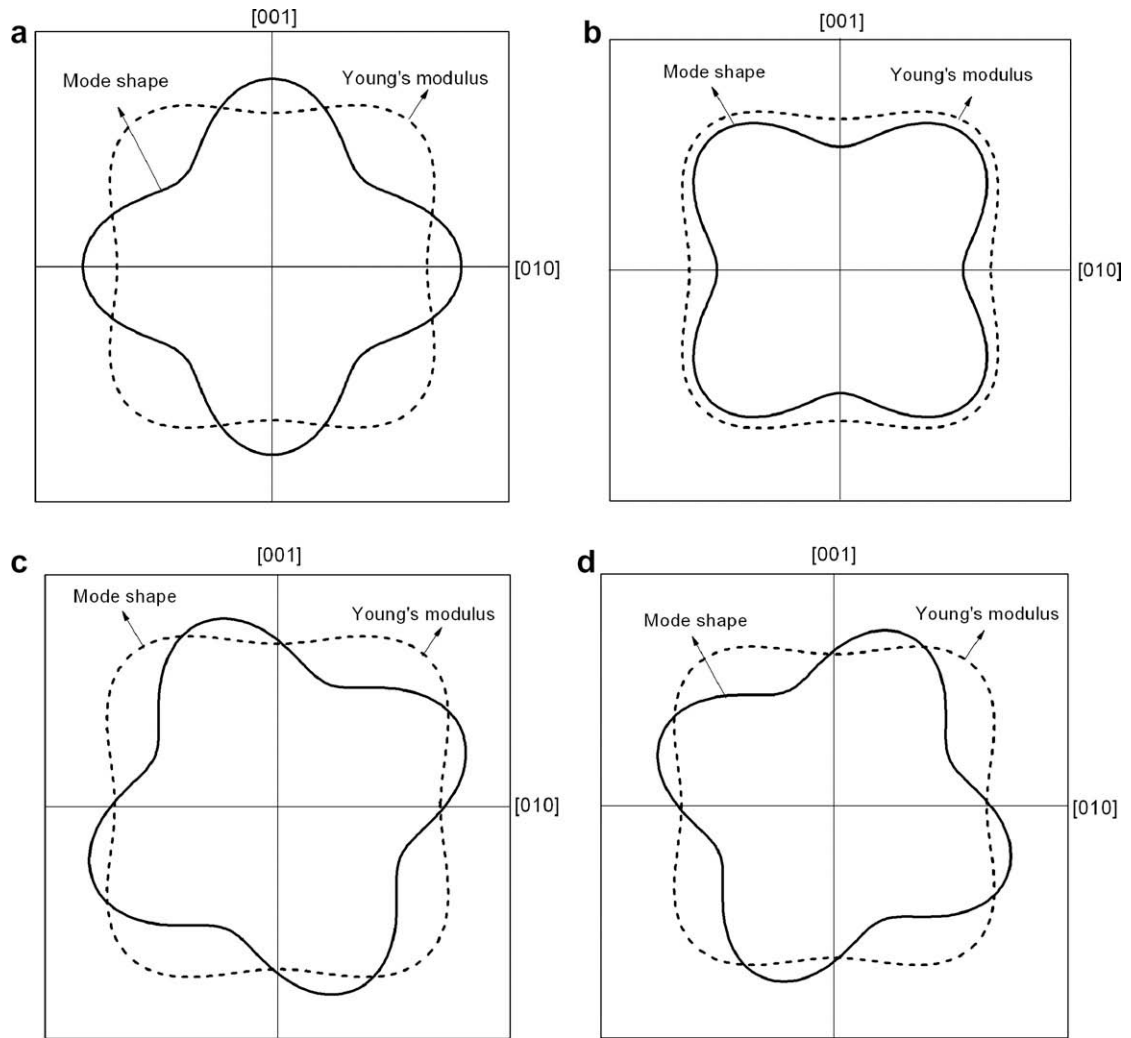 a
[001]
Mode shape
Young's modulus
[010]
b
[001]
Mode shape
Young's modulus
[010]
c
[001]
Mode shape
Young's modulus
[010]
d
[001]
Mode shape
Young's modulus
[010]